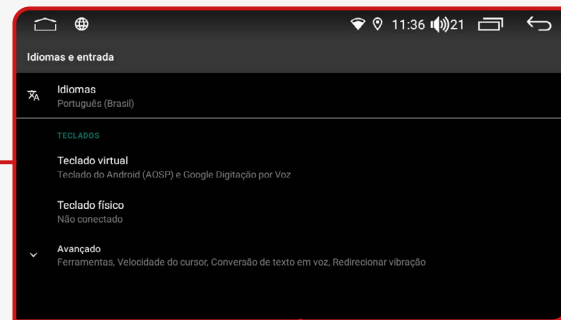 11:36 21
Idiomas e entrada
Idiomas
Português (Brasil)
TECLADOS
Teclado virtual
Teclado do Android (AOSP) e Google Digitação por Voz
Teclado físico
Não conectado
Avançado
Ferramentas, Velocidade do cursor, Conversão de texto em voz, Redirecionar vibração